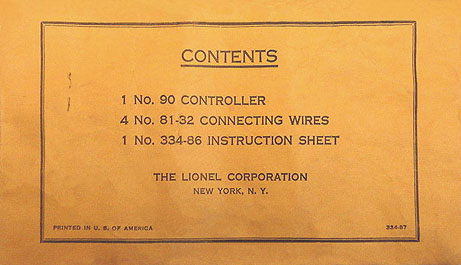 CONTENTS
1 No. 90 CONTROLLER
4 No. 81-32 CONNECTING WIRES
1 No. 334-86 INSTRUCTION SHEET
THE LIONEL CORPORATION
NEW YORK, N. Y.
PRINTED IN U. S. OF AMERICA
334-87